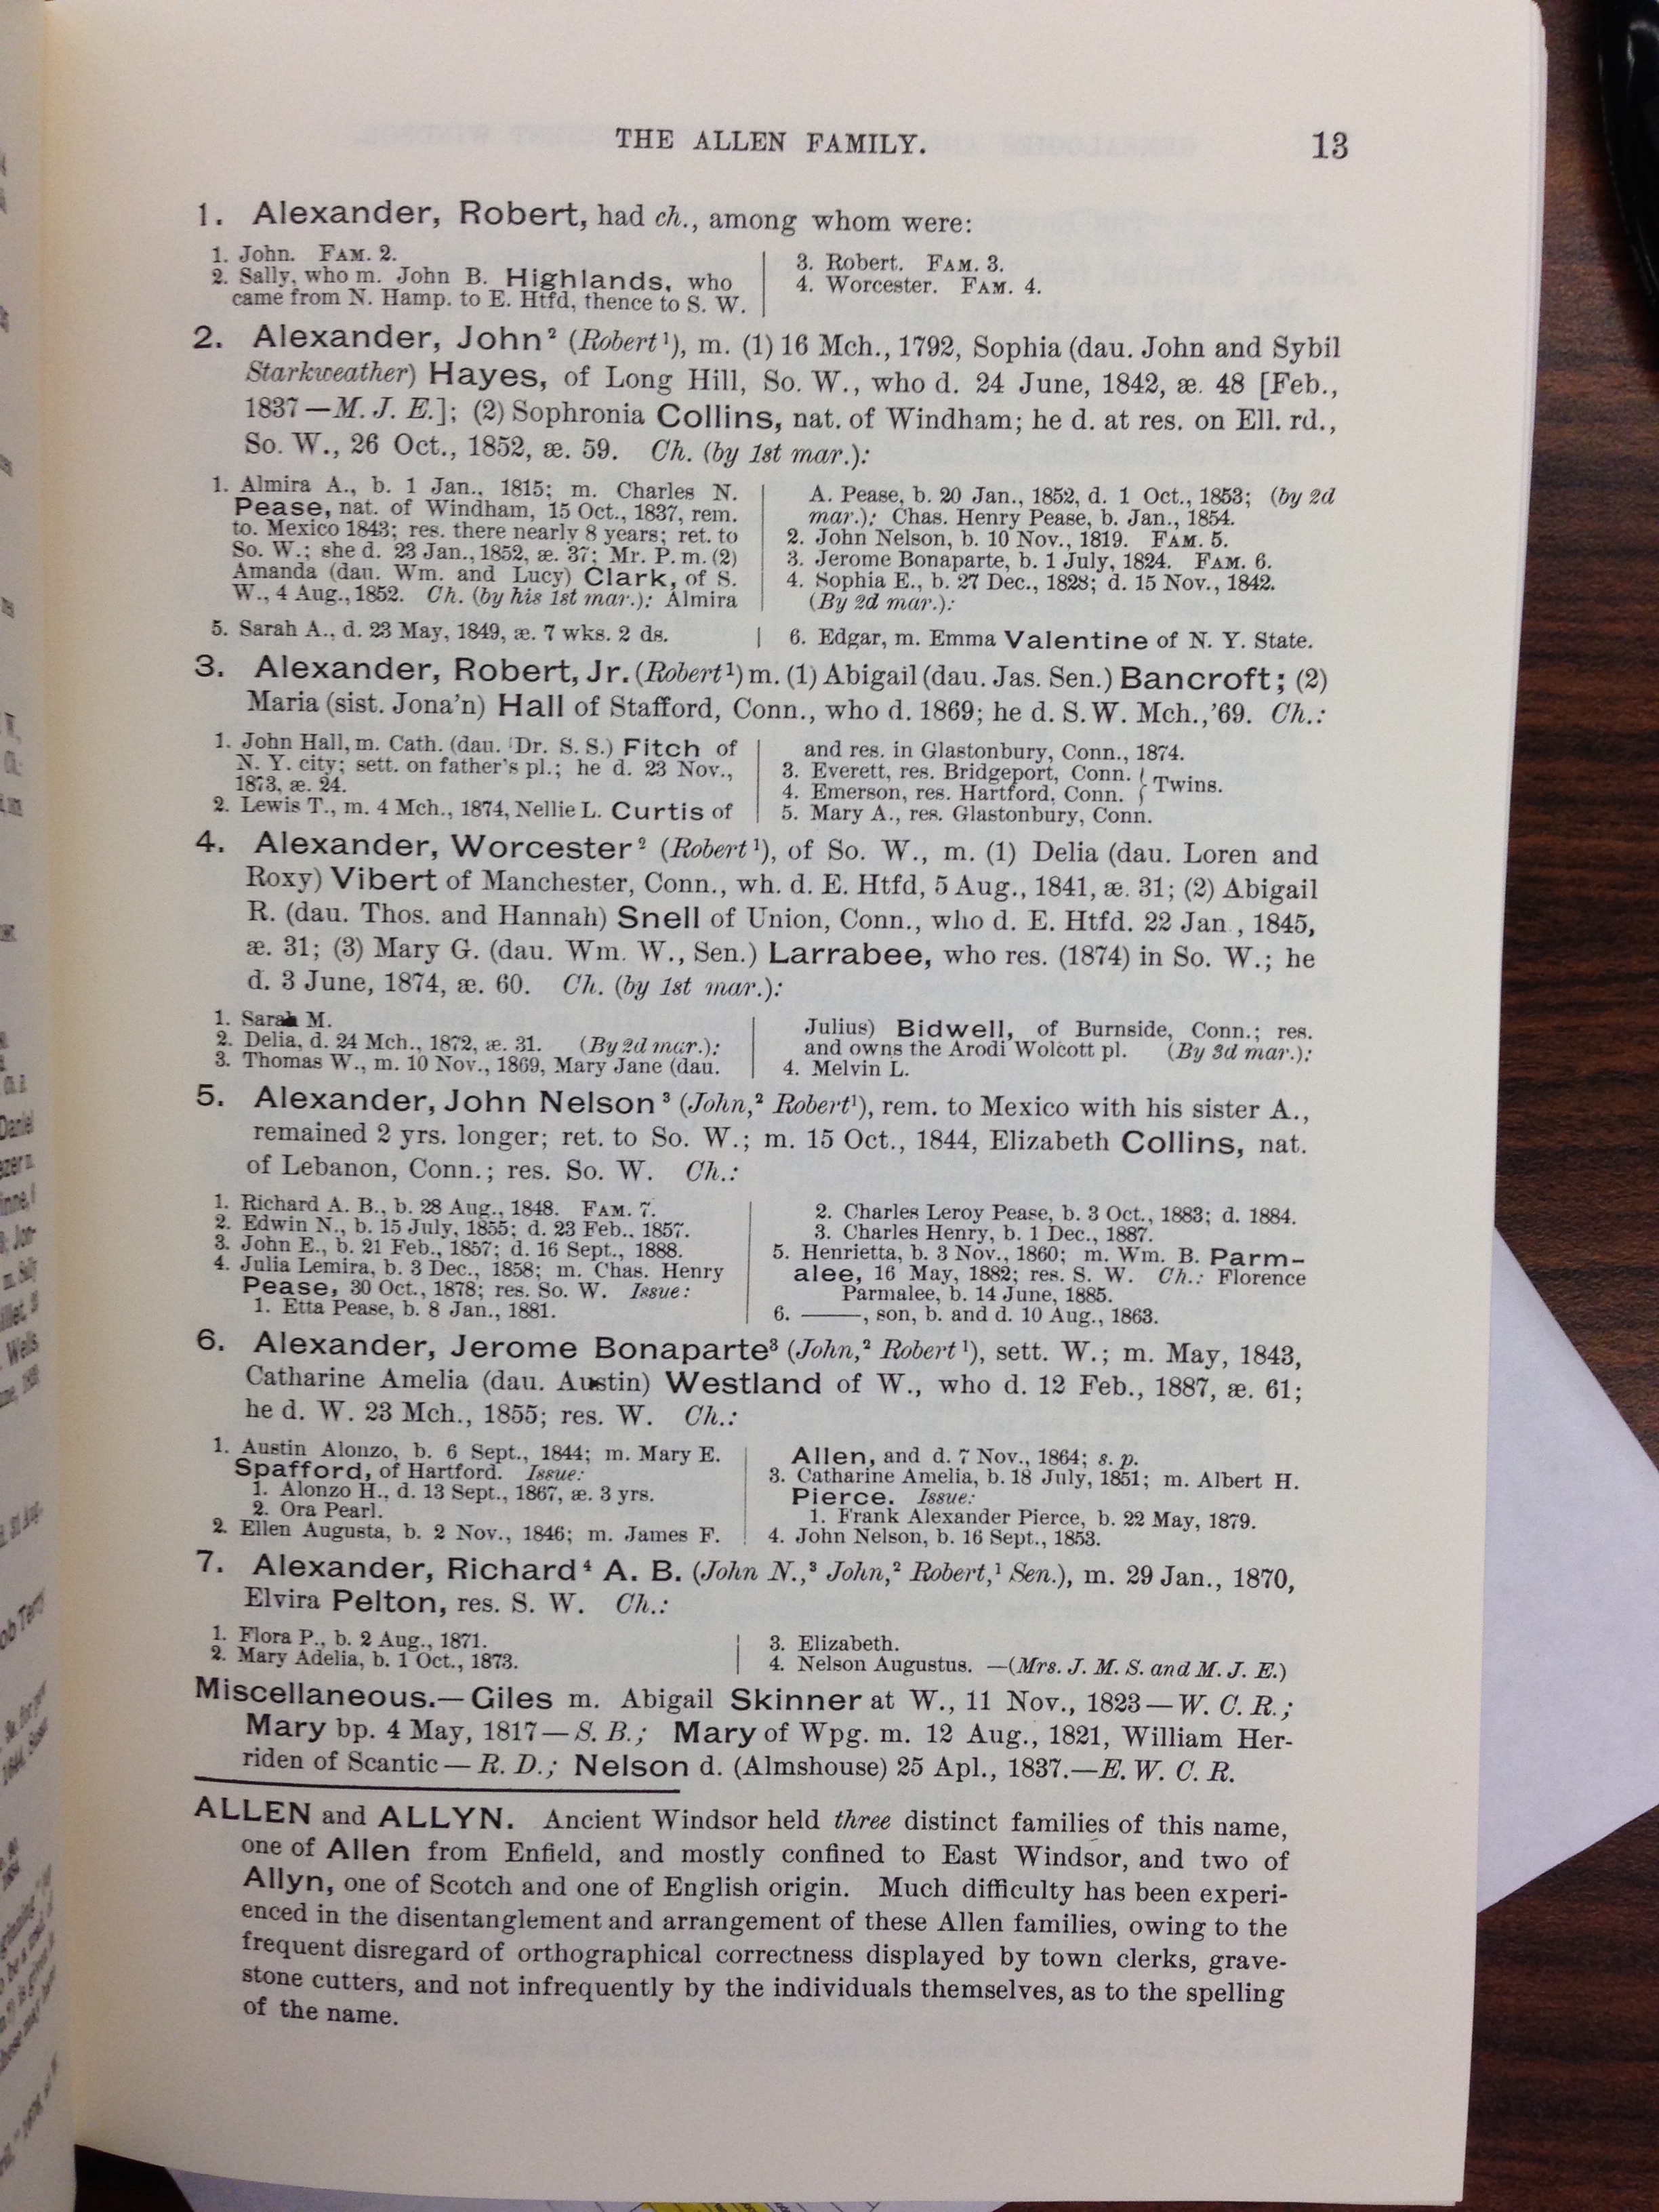 THE ALLEN FAMILY. 13
1. Alexander, Robert, had ch., among whom were:
1. John. FAM. 2.
2. Sally, who m. John B. Highlands, who
came from N. Hamp. to E. Htfd, thence to S. W.
3. Robert. FAM. 3.
4. Worcester. FAM. 4.
2. Alexander, John² (Robert¹), m. (1) 16 Mch., 1792, Sophia (dau. John and Sybil
Starkweather) Hayes, of Long Hill, So. W., who d. 24 June, 1842, æ. 48 [Feb.,
1837—M. J. E.]; (2) Sophronia Collins, nat. of Windham; he d. at res. on Ell. rd.,
So. W., 26 Oct., 1852, æ. 59. Ch. (by 1st mar.):
1. Almira A., b. 1 Jan., 1815; m. Charles N.
Pease, nat. of Windham, 15 Oct., 1837, rem.
to. Mexico 1843; res. there nearly 8 years; ret. to
So. W.; she d. 23 Jan., 1852, æ. 37; Mr. P. m. (2)
Amanda (dau. Wm. and Lucy) Clark, of S.
W., 4 Aug., 1852. Ch. (by his 1st mar.): Almira
A. Pease, b. 20 Jan., 1852, d. 1 Oct., 1853; (by 2d
mar.): Chas. Henry Pease, b. Jan., 1854.
2. John Nelson, b. 10 Nov., 1819. FAM. 5.
3. Jerome Bonaparte, b. 1 July, 1824. FAM. 6.
4. Sophia E., b. 27 Dec., 1828; d. 15 Nov., 1842.
(By 2d mar.):
5. Sarah A., d. 23 May, 1849, æ. 7 wks. 2 ds.
6. Edgar, m. Emma Valentine of N. Y. State.
3. Alexander, Robert, Jr. (Robert¹) m. (1) Abigail (dau. Jas. Sen.) Bancroft; (2)
Maria (sist. Jona'n) Hall of Stafford, Conn., who d. 1869; he d. S. W. Mch.,'69. Ch.:
1. John Hall, m. Cath. (dau. Dr. S. S.) Fitch of
N. Y. city; sett. on father's pl.; he d. 23 Nov.,
1873, æ. 24.
2. Lewis T., m. 4 Mch., 1874, Nellie L. Curtis of
and res. in Glastonbury, Conn., 1874.
3. Everett, res. Bridgeport, Conn.
4. Emerson, res. Hartford, Conn. } Twins.
5. Mary A., res. Glastonbury, Conn.
4. Alexander, Worcester² (Robert¹), of So. W., m. (1) Delia (dau. Loren and
Roxy) Vibert of Manchester, Conn., wh. d. E. Htfd, 5 Aug., 1841, æ. 31; (2) Abigail
R. (dau. Thos. and Hannah) Snell of Union, Conn., who d. E. Htfd. 22 Jan., 1845,
æ. 31; (3) Mary G. (dau. Wm. W., Sen.) Larrabee, who res. (1874) in So. W.; he
d. 3 June, 1874, æ. 60. Ch. (by 1st mar.):
1. Sarah M.
2. Delia, d. 24 Mch., 1872, æ. 31. (By 2d mar.):
3. Thomas W., m. 10 Nov., 1869, Mary Jane (dau.
Julius) Bidwell, of Burnside, Conn.; res.
and owns the Arodi Wolcott pl. (By 3d mar.):
4. Melvin L.
5. Alexander, John Nelson³ (John,² Robert¹), rem. to Mexico with his sister A.,
remained 2 yrs. longer; ret. to So. W.; m. 15 Oct., 1844, Elizabeth Collins, nat.
of Lebanon, Conn.; res. So. W. Ch.:
1. Richard A. B., b. 28 Aug., 1848. FAM. 7.
2. Edwin N., b. 15 July, 1855; d. 23 Feb., 1857.
3. John E., b. 21 Feb., 1857; d. 16 Sept., 1888.
4. Julia Lemira, b. 3 Dec., 1858; m. Chas. Henry
Pease, 30 Oct., 1878; res. So. W. Issue:
1. Etta Pease, b. 8 Jan., 1881.
2. Charles Leroy Pease, b. 3 Oct., 1883; d. 1884.
3. Charles Henry, b. 1 Dec., 1887.
5. Henrietta, b. 3 Nov., 1860; m. Wm. B. Parm-
alee, 16 May, 1882; res. S. W. Ch.: Florence
Parmalee, b. 14 June, 1885.
6. ———, son, b. and d. 10 Aug., 1863.
6. Alexander, Jerome Bonaparte³ (John,² Robert¹), sett. W.; m. May, 1843,
Catharine Amelia (dau. Austin) Westland of W., who d. 12 Feb., 1887, æ. 61;
he d. W. 23 Mch., 1855; res. W. Ch.:
1. Austin Alonzo, b. 6 Sept., 1844; m. Mary E.
Spafford, of Hartford. Issue:
1. Alonzo H., d. 13 Sept., 1867, æ. 3 yrs.
2. Ora Pearl.
2. Ellen Augusta, b. 2 Nov., 1846; m. James F.
Allen, and d. 7 Nov., 1864; s. p.
3. Catharine Amelia, b. 18 July, 1851; m. Albert H.
Pierce. Issue:
1. Frank Alexander Pierce, b. 22 May, 1879.
4. John Nelson, b. 16 Sept., 1853.
7. Alexander, Richard⁴ A. B. (John N.,³ John,² Robert,¹ Sen.), m. 29 Jan., 1870,
Elvira Pelton, res. S. W. Ch.:
1. Flora P., b. 2 Aug., 1871.
2. Mary Adelia, b. 1 Oct., 1873.
3. Elizabeth.
4. Nelson Augustus. —(Mrs. J. M. S. and M. J. E.)
Miscellaneous.—Giles m. Abigail Skinner at W., 11 Nov., 1823—W. C. R.;
Mary bp. 4 May, 1817—S. B.; Mary of Wpg. m. 12 Aug., 1821, William Her-
riden of Scantic—R. D.; Nelson d. (Almshouse) 25 Apl., 1837.—E. W. C. R.
ALLEN and ALLYN. Ancient Windsor held three distinct families of this name,
one of Allen from Enfield, and mostly confined to East Windsor, and two of
Allyn, one of Scotch and one of English origin. Much difficulty has been experi-
enced in the disentanglement and arrangement of these Allen families, owing to the
frequent disregard of orthographical correctness displayed by town clerks, grave-
stone cutters, and not infrequently by the individuals themselves, as to the spelling
of the name.